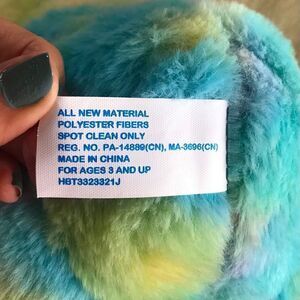 ALL NEW MATERIAL
POLYESTER FIBERS
SPOT CLEAN ONLY
REG. NO. PA-14889(CN), MA-3696(CN)
MADE IN CHINA
FOR AGES 3 AND UP
HBT3323321J